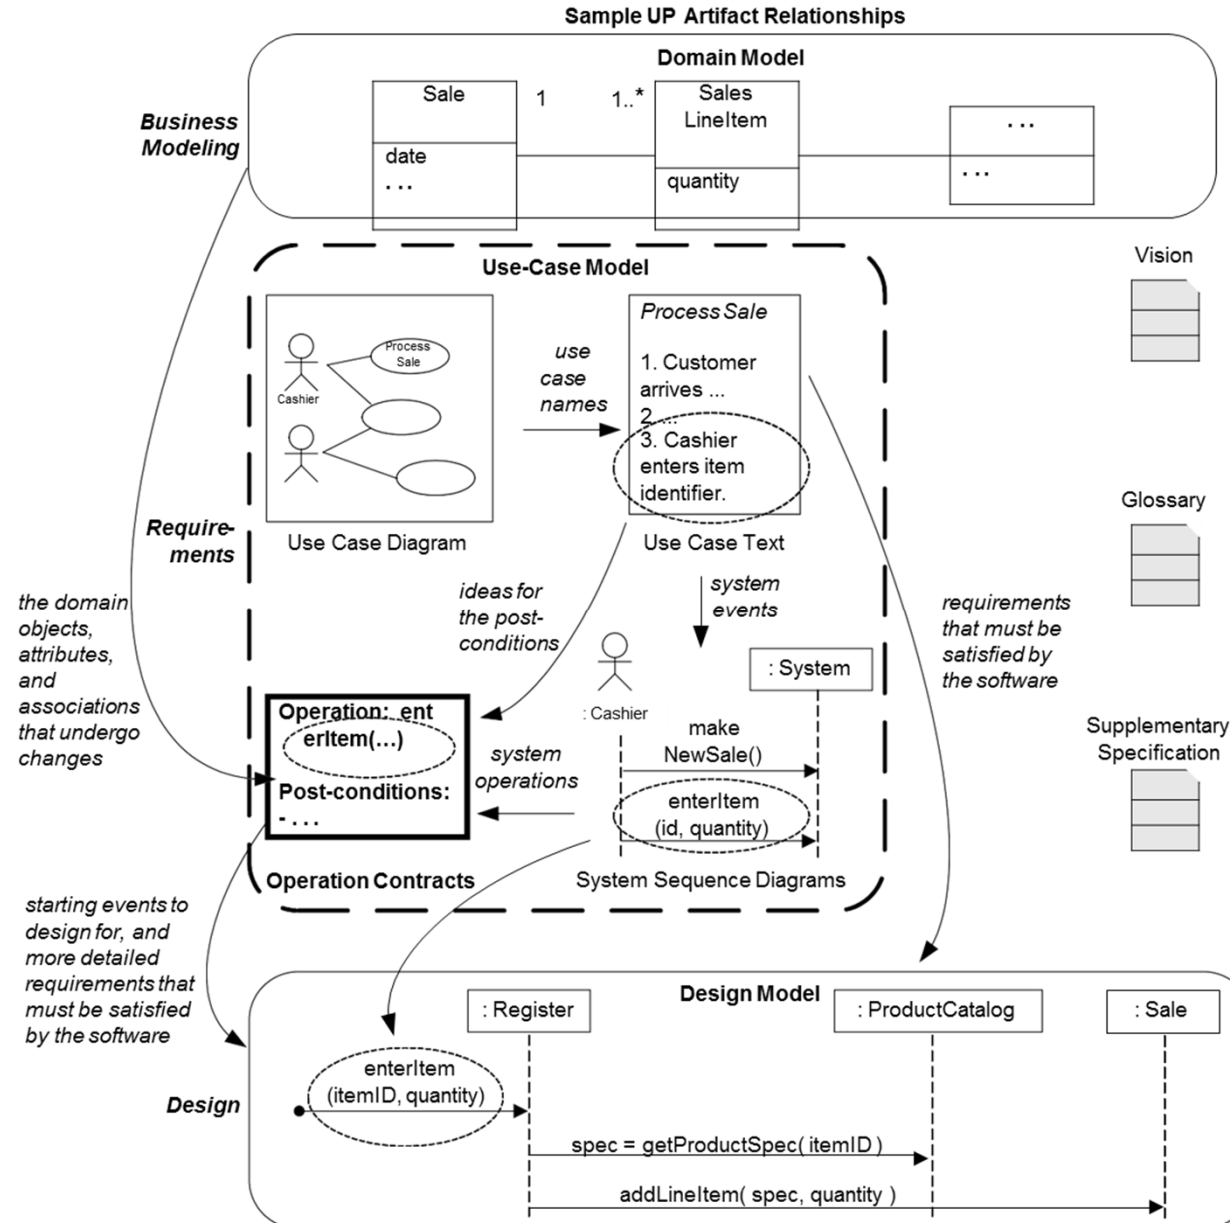 Sample UP Artifact Relationships
Domain Model
Business
Modeling
Sale
date
. . .
1
1..*
Sales
LineItem
quantity
. . .
. . .
Use-Case Model
Cashier
Process
Sale
Use Case Diagram
use
case
names
Process Sale
1. Customer
arrives ...
2. ...
3. Cashier
enters item
identifier.
Use Case Text
Vision
Glossary
Supplementary
Specification
Require-
ments
the domain
objects,
attributes,
and
associations
that undergo
changes
ideas for
the post-
conditions
system
events
requirements
that must be
satisfied by
the software
Operation: ent
erItem(…)
Post-conditions:
- . . .
Operation Contracts
system
operations
: Cashier
: System
make
NewSale()
enterItem
(id, quantity)
System Sequence Diagrams
starting events to
design for, and
more detailed
requirements that
must be satisfied
by the software
Design Model
Design
: Register
: ProductCatalog
: Sale
enterItem
(itemID, quantity)
spec = getProductSpec( itemID )
addLineItem( spec, quantity )